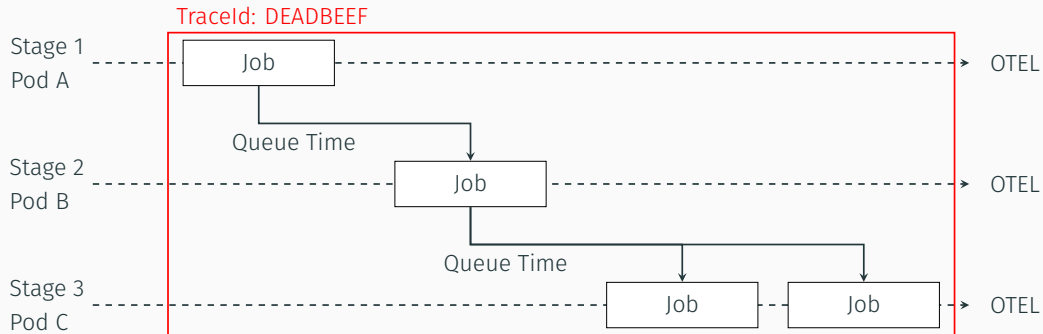 TraceId: DEADBEEF
Stage 1
Pod A
Job
OTEL
Queue Time
Stage 2
Pod B
Job
OTEL
Queue Time
Stage 3
Pod C
Job
Job
OTEL